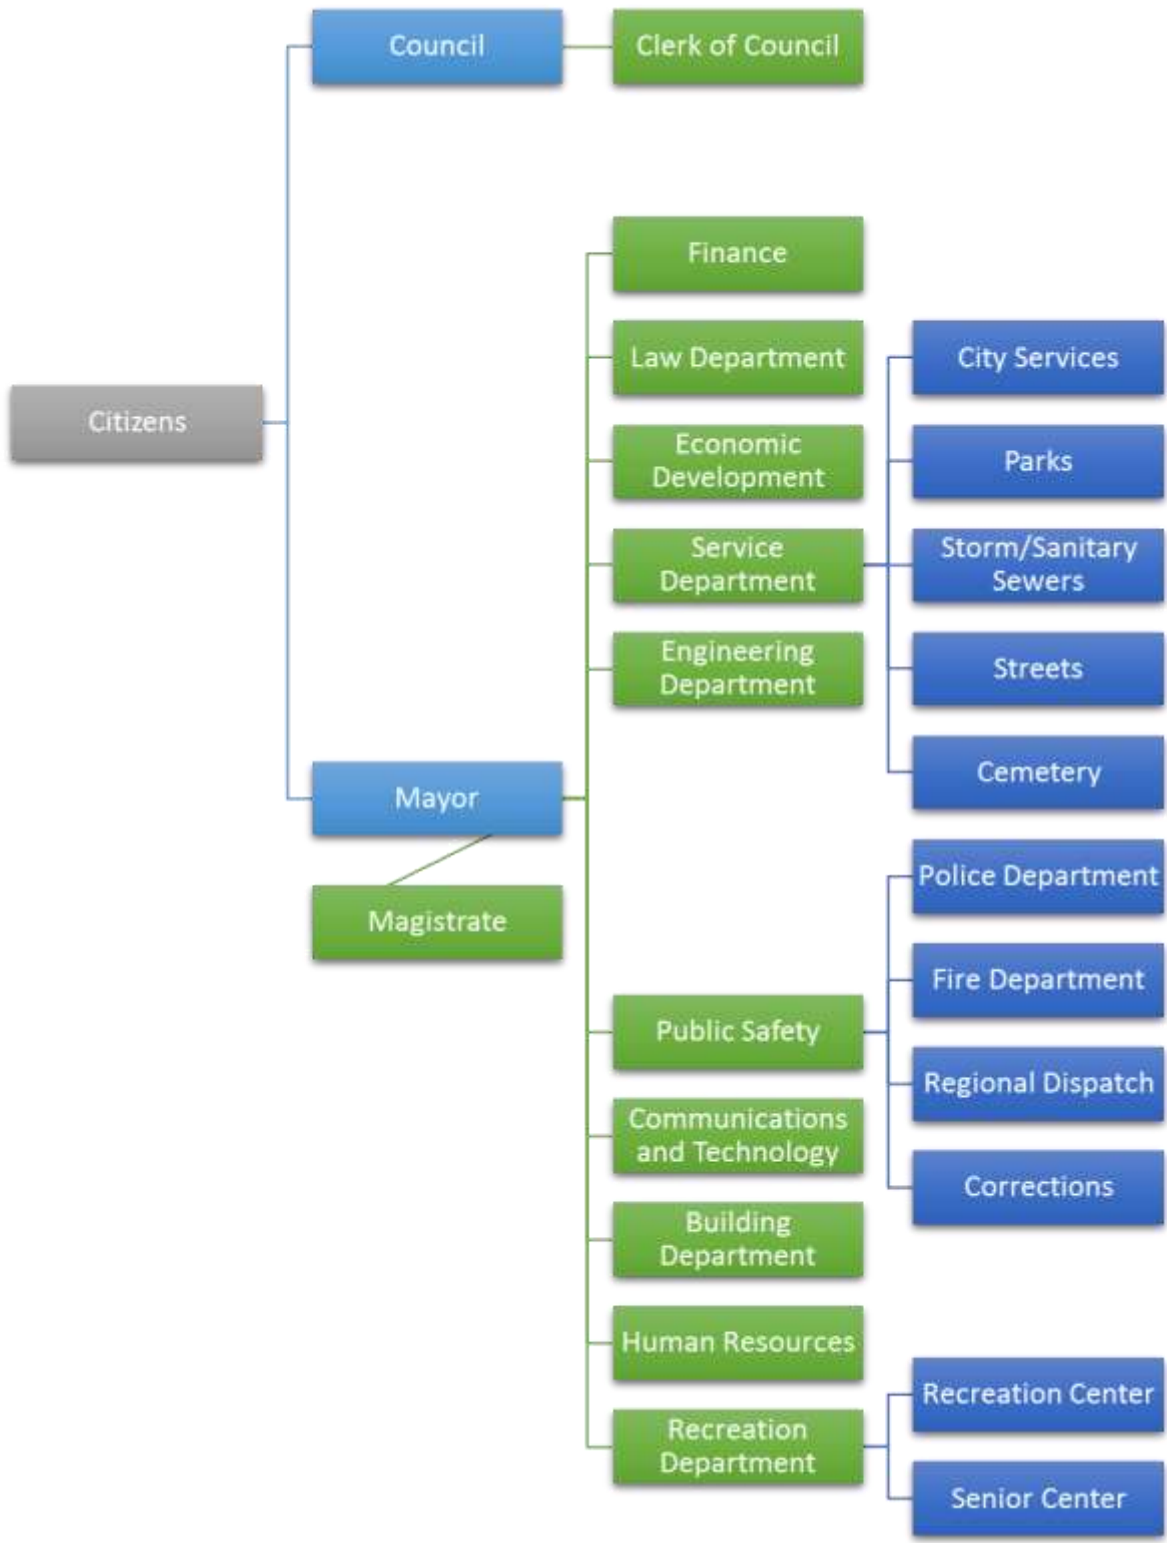 Council
Clerk of Council
Finance
Law Department
City Services
Citizens
Economic
Development
Parks
Service
Department
Storm/Sanitary
Sewers
Engineering
Department
Streets
Mayor
Cemetery
Magistrate
Police Department
Fire Department
Public Safety
Regional Dispatch
Communications
and Technology
Corrections
Building
Department
Human Resources
Recreation Center
Recreation
Department
Senior Center